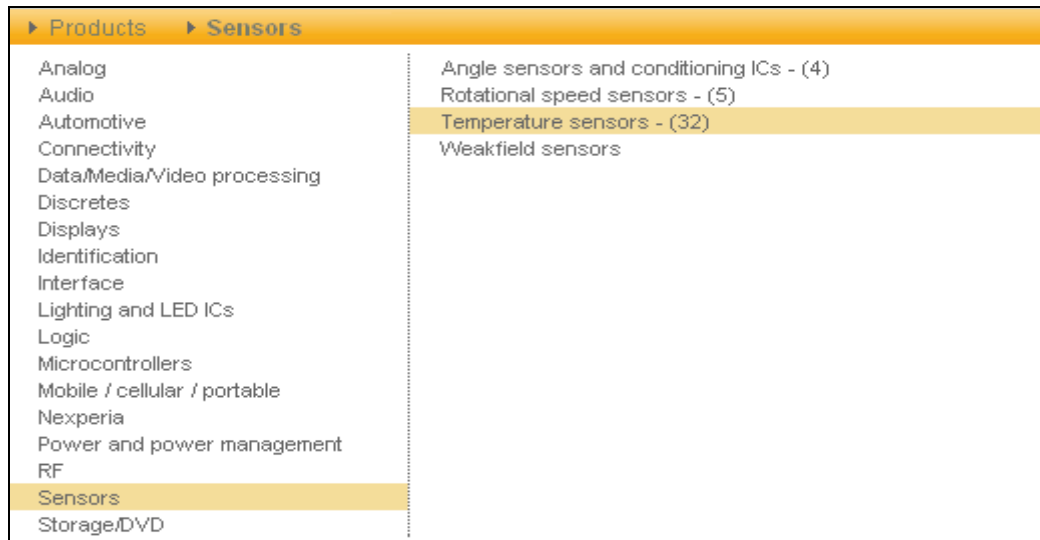 Products Sensors
Analog
Audio
Automotive
Connectivity
Data/Media/Video processing
Discretes
Displays
Identification
Interface
Lighting and LED ICs
Logic
Microcontrollers
Mobile / cellular / portable
Nexperia
Power and power management
RF
Sensors
Storage/DVD
Angle sensors and conditioning ICs - (4)
Rotational speed sensors - (5)
Temperature sensors - (32)
Weakfield sensors